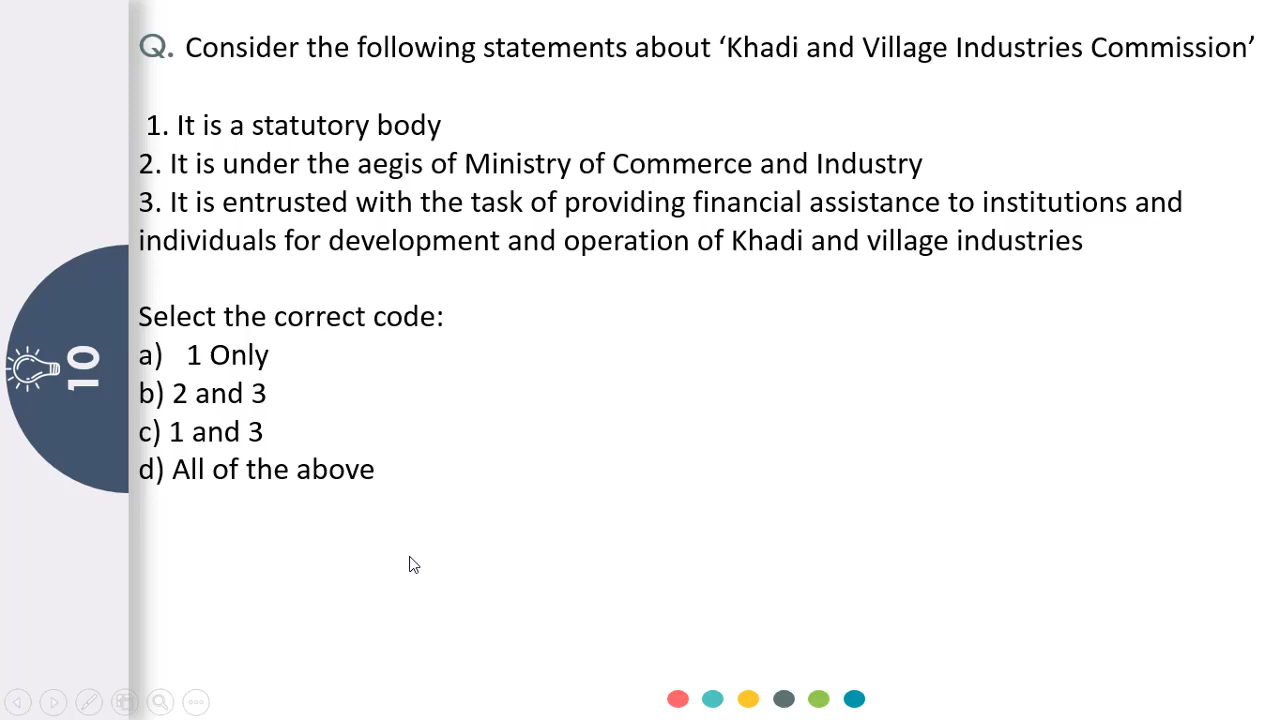 Q. Consider the following statements about ‘Khadi and Village Industries Commission’
1. It is a statutory body
2. It is under the aegis of Ministry of Commerce and Industry
3. It is entrusted with the task of providing financial assistance to institutions and
individuals for development and operation of Khadi and village industries
Select the correct code:
a) 1 Only
b) 2 and 3
c) 1 and 3
d) All of the above
10